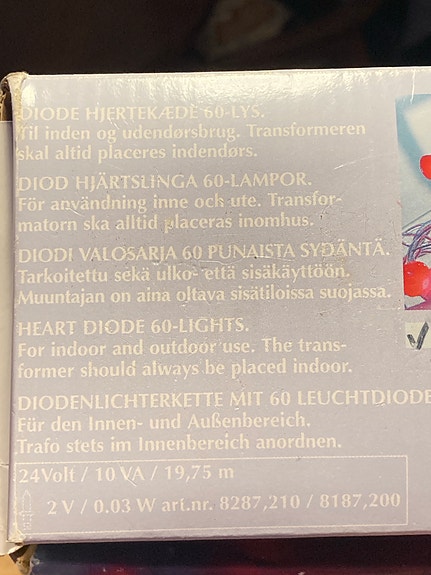 DIODE HJERTEKÆDE 60-LYS.
Til inden og udendørsbrug. Transformeren
skal altid placeres indendørs.
DIOD HJÄRTSLINGA 60-LAMPOR.
För användning inne och ute. Transfor-
matorn ska alltid placeras inomhus.
DIODI VALOSARJA 60 PUNAISTA SYDÄNTÄ.
Tarkoitettu sekä ulko- että sisäkäyttöön.
Muuntajan on aina oltava sisätiloissa suojassa.
HEART DIODE 60-LIGHTS.
For indoor and outdoor use. The trans-
former should always be placed indoor.
DIODENLICHTERKETTE MIT 60 LEUCHTDIODE
Für den Innen- und Außenbereich.
Trafo stets im Innenbereich anordnen.
24Volt / 10 VA / 19,75 m
2 V / 0.03 W art.nr. 8287,210 / 8187,200